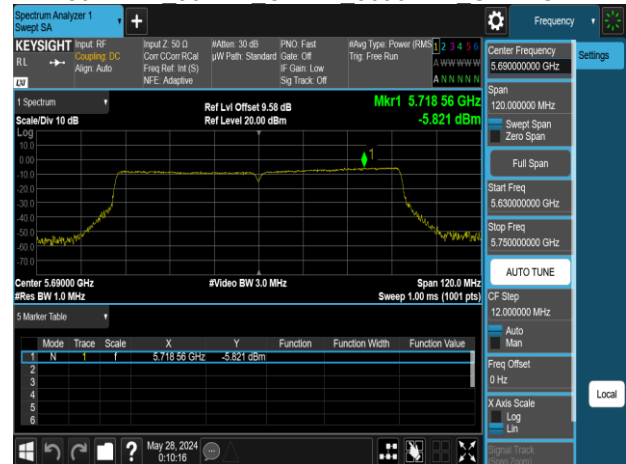 Spectrum Analyzer 1
Swept SA
Frequency
KEYSIGHT
RL
LXI
Input: RF
Coupling: DC
Align: Auto
Input Z: 50 Ω
Corr CCorr RCal
Freq Ref: Int (S)
NFE: Adaptive
#Atten: 30 dB
µW Path: Standard
PNO: Fast
Gate: Off
IF Gain: Low
Sig Track: Off
#Avg Type: Power (RMS
Trig: Free Run
1 2 3 4 5 6
A W W W W W
A N N N N N
1 Spectrum
Scale/Div 10 dB
Ref Lvl Offset 9.58 dB
Ref Level 20.00 dBm
Mkr1 5.718 56 GHz
-5.821 dBm
Log
10.0
0.00
-10.0
-20.0
-30.0
-40.0
-50.0
-60.0
-70.0
1
Center 5.69000 GHz
#Res BW 1.0 MHz
#Video BW 3.0 MHz
Span 120.0 MHz
Sweep 1.00 ms (1001 pts)
5 Marker Table
Mode Trace Scale X Y Function Function Width Function Value
1 N 1 f 5.718 56 GHz -5.821 dBm
2
3
4
5
6
?
May 28, 2024
0:10:16
Center Frequency
5.690000000 GHz
Span
120.000000 MHz
Swept Span
Zero Span
Full Span
Start Freq
5.630000000 GHz
Stop Freq
5.750000000 GHz
AUTO TUNE
CF Step
12.000000 MHz
Auto
Man
Freq Offset
0 Hz
X Axis Scale
Log
Lin
Signal Track
(Span Zoom)
Settings
Local